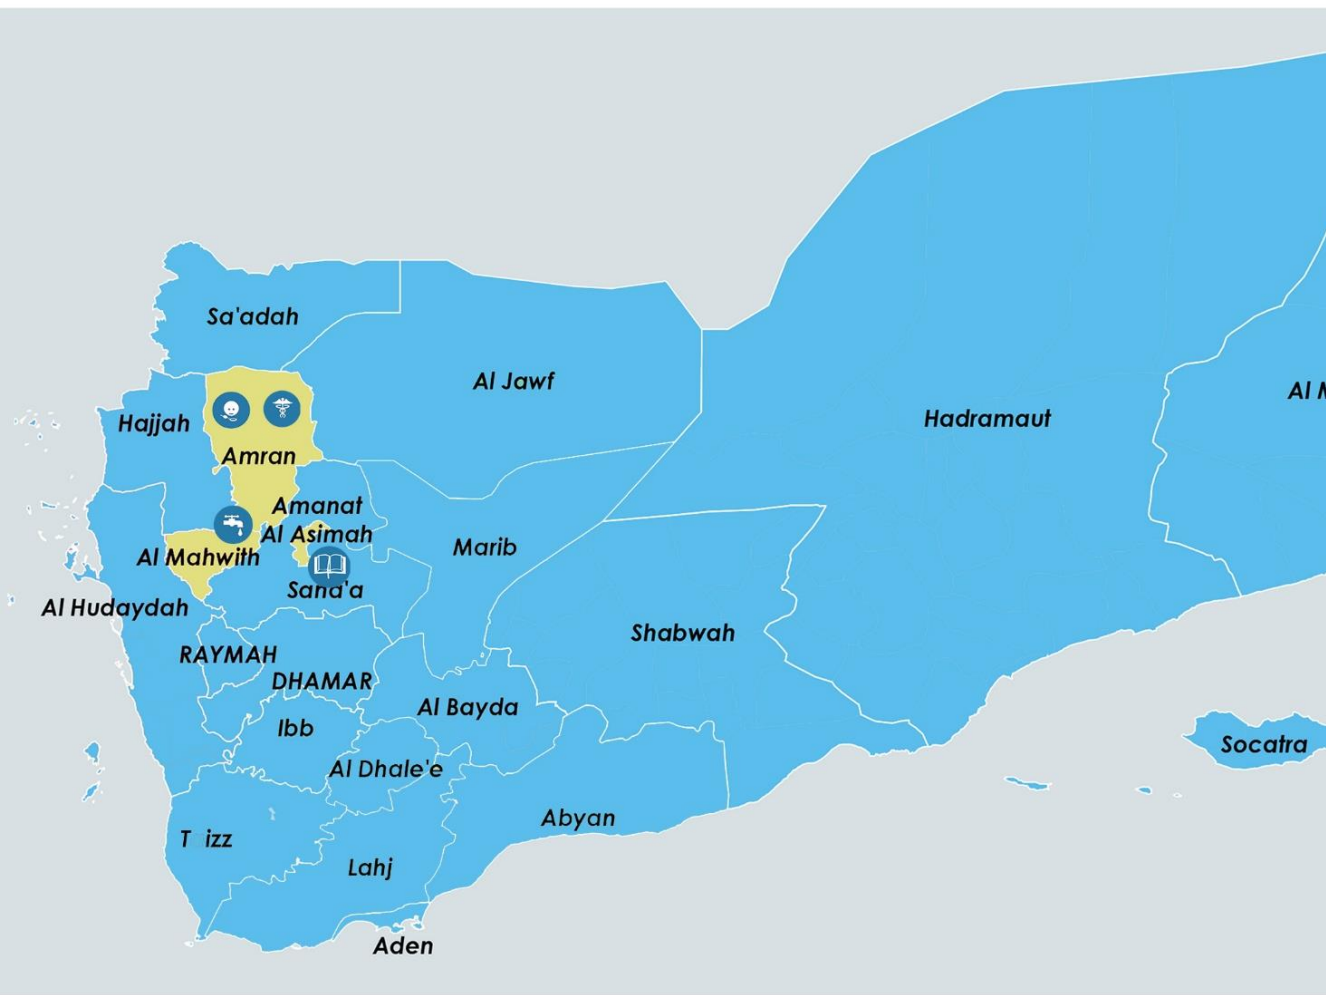 Sa'adah
Al Jawf
Hajjah
Al M
Hadramaut
Amran
Amanat
Al Asimah
Marib
Al Mahwith
Sana'a
Al Hudaydah
Shabwah
RAYMAH
DHAMAR
Al Bayda
Ibb
Socatra
Al Dhale'e
Abyan
T izz
Lahj
Aden